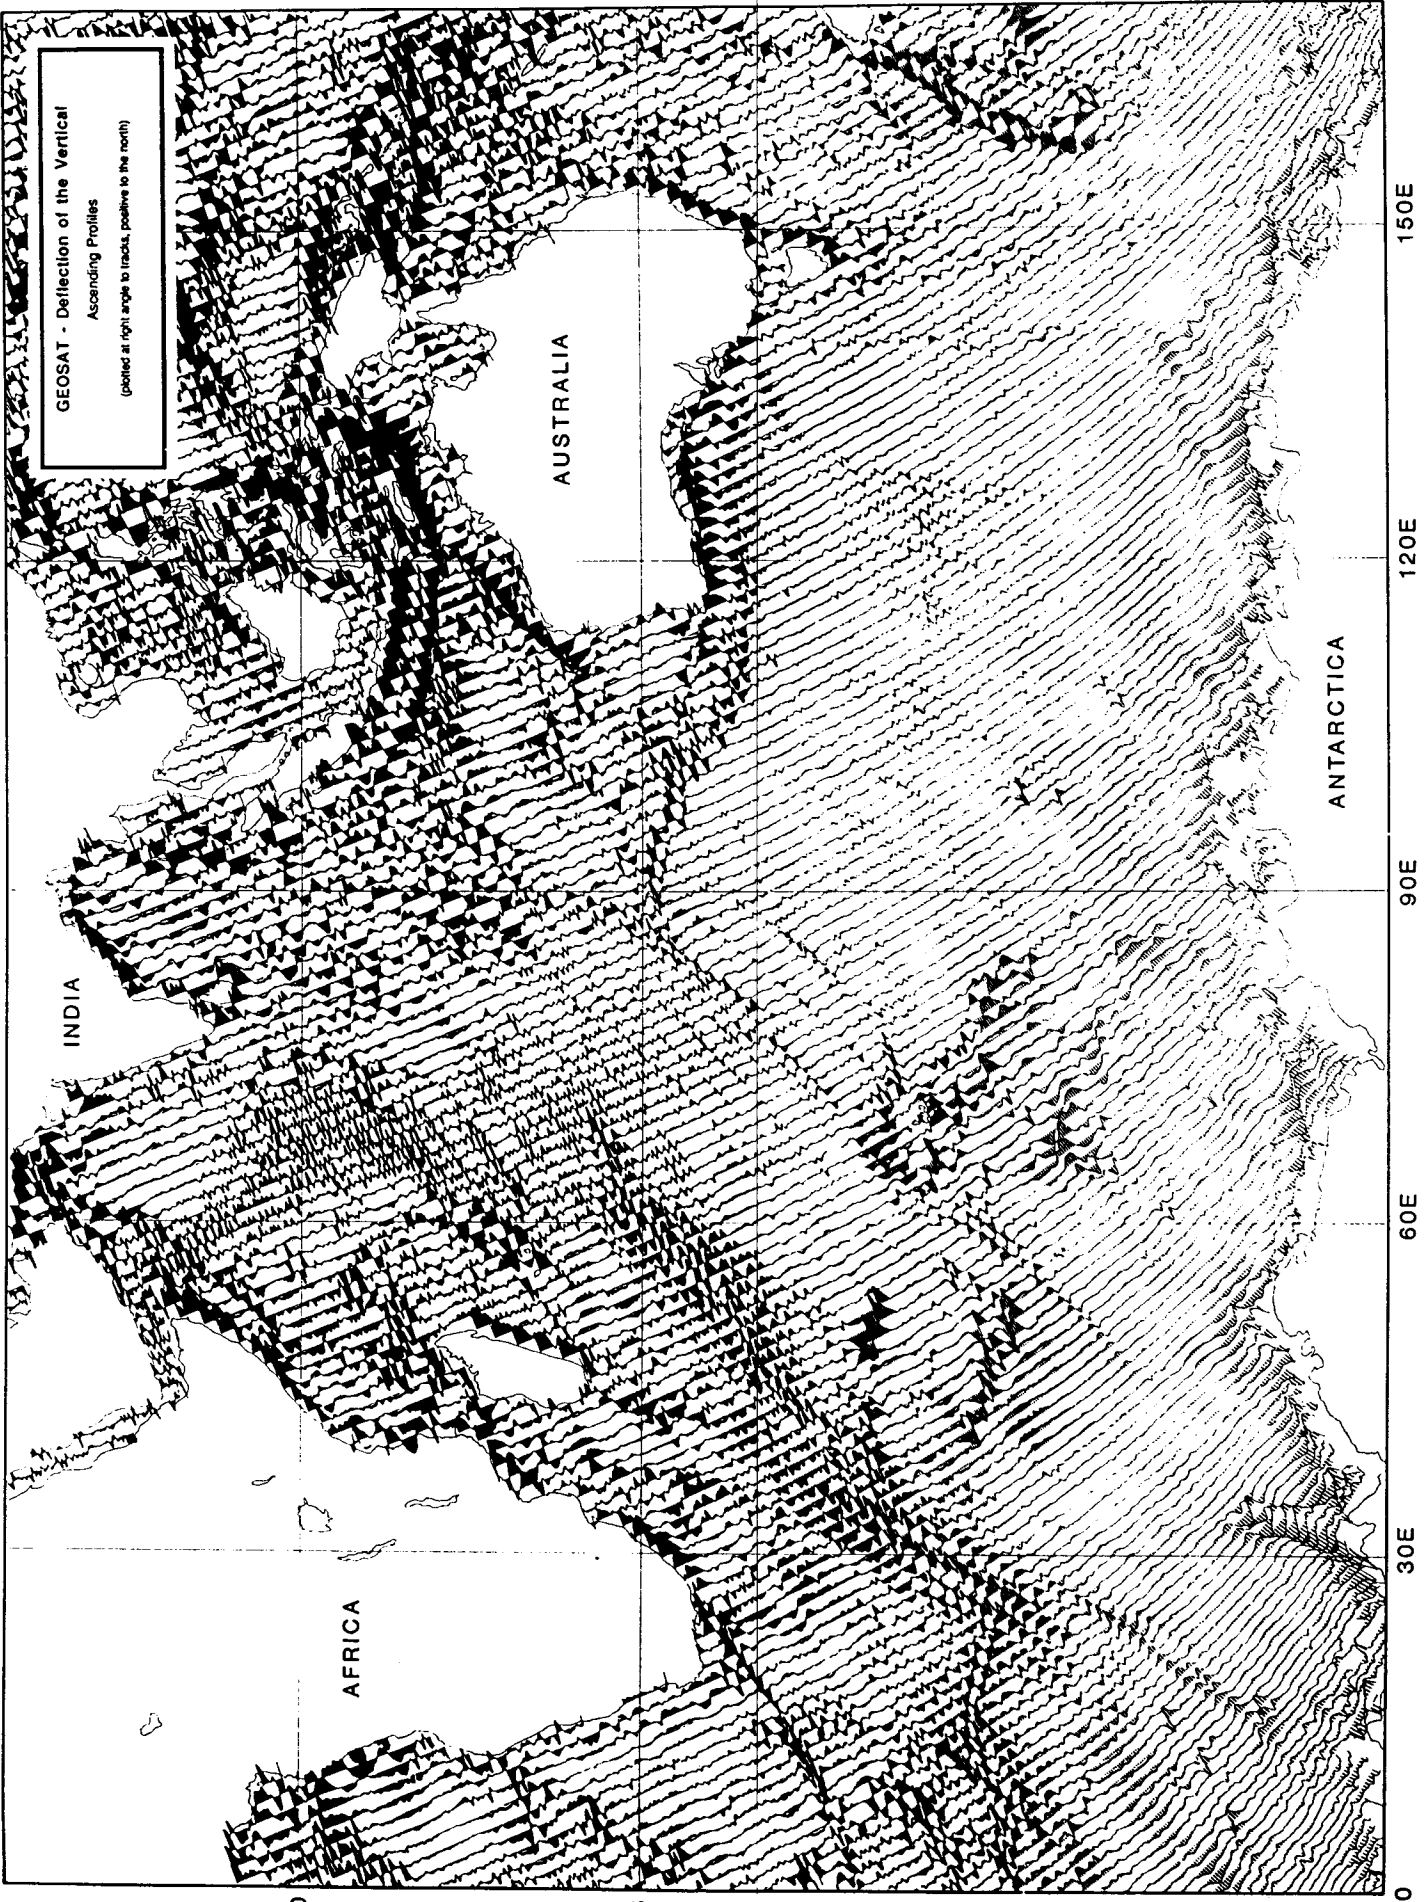 GEOSAT - Deflection of the Vertical
Ascending Profiles
(plotted at right angle to tracks, positive to the north)
INDIA
AFRICA
AUSTRALIA
ANTARCTICA
0
30E
60E
90E
120E
150E
0